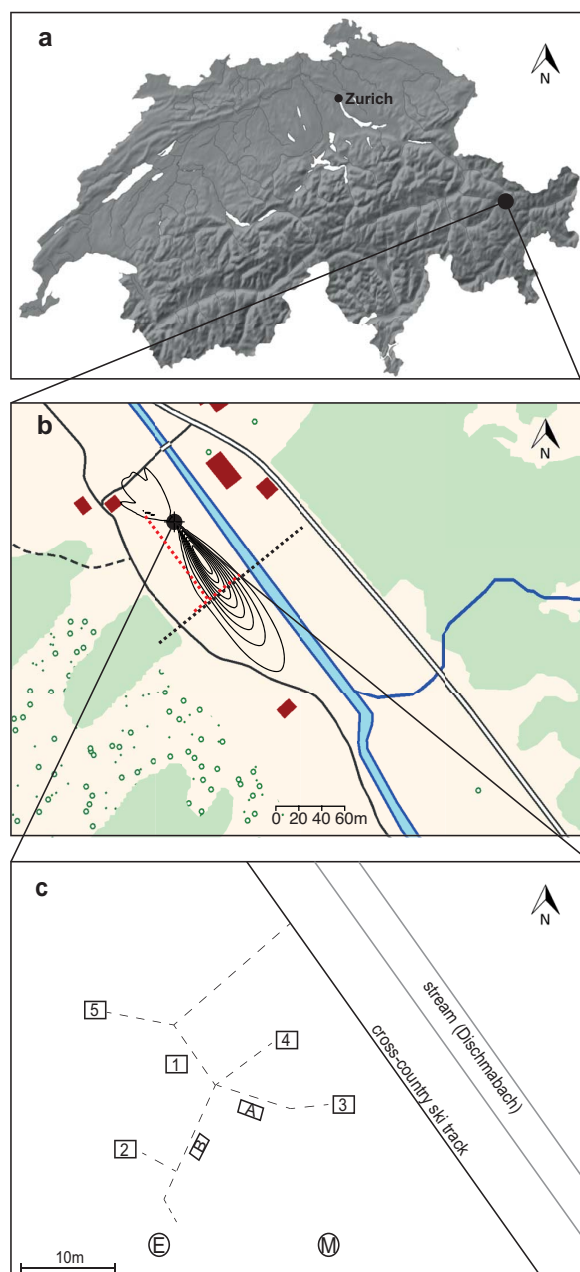 a
N
Zurich
b
N
0 20 40 60m
c
N
stream (Dischmabach)
cross-country ski track
5
1
4
A
3
2
B
E
M
10m